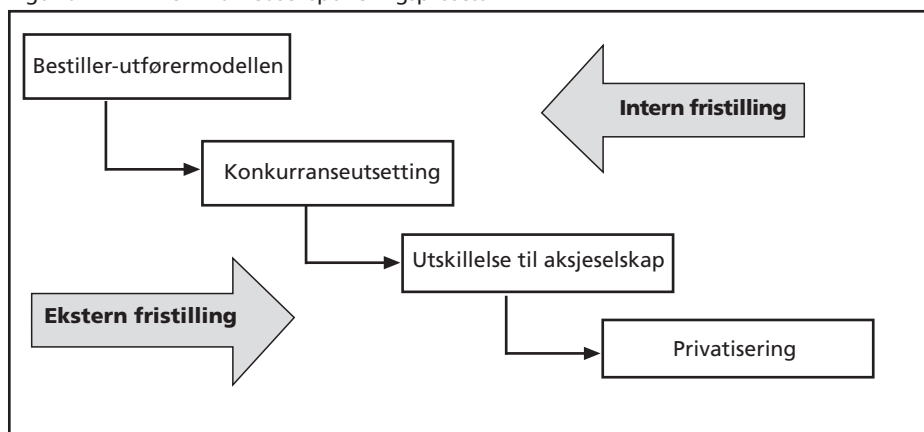 Bestiller-utførermodellen
Intern fristilling
Konkurranseutsetting
Utskillelse til aksjeselskap
Ekstern fristilling
Privatisering